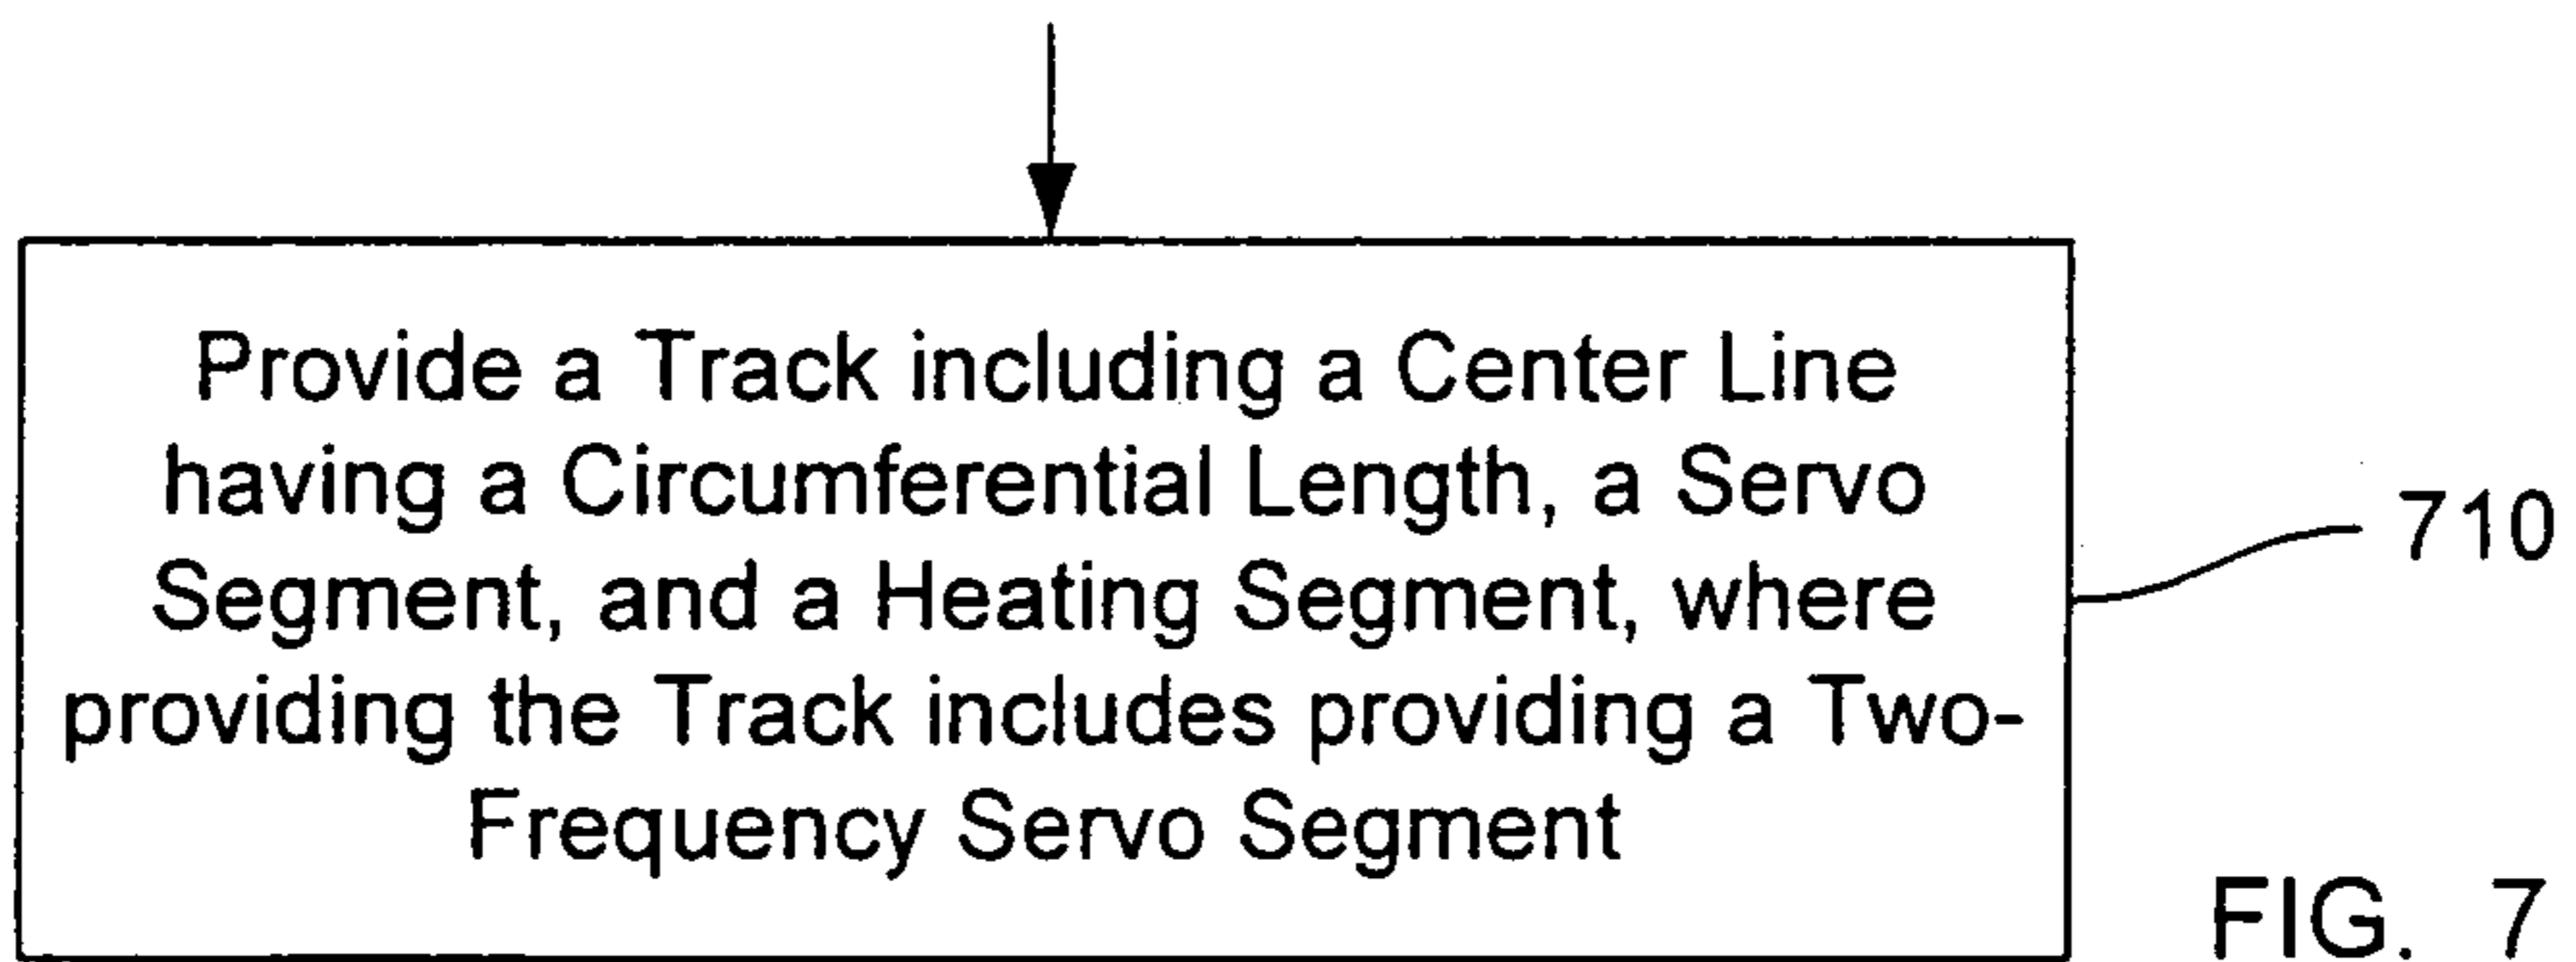 Provide a Track including a Center Line
having a Circumferential Length, a Servo
Segment, and a Heating Segment, where
providing the Track includes providing a Two-
Frequency Servo Segment
710
FIG. 7